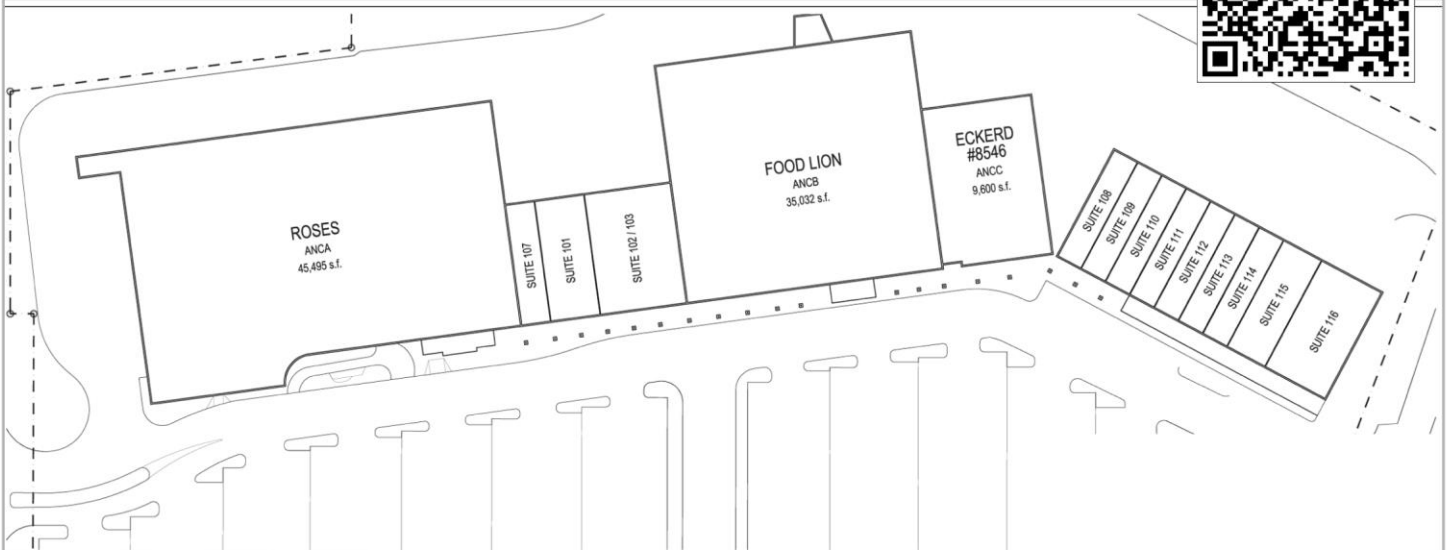 ROSES
ANCA
45,495 s.f.
SUITE 107
SUITE 101
SUITE 102 / 103
FOOD LION
ANCB
35,032 s.f.
ECKERD
#8546
ANCC
9,600 s.f.
SUITE 108
SUITE 109
SUITE 110
SUITE 111
SUITE 112
SUITE 113
SUITE 114
SUITE 115
SUITE 116